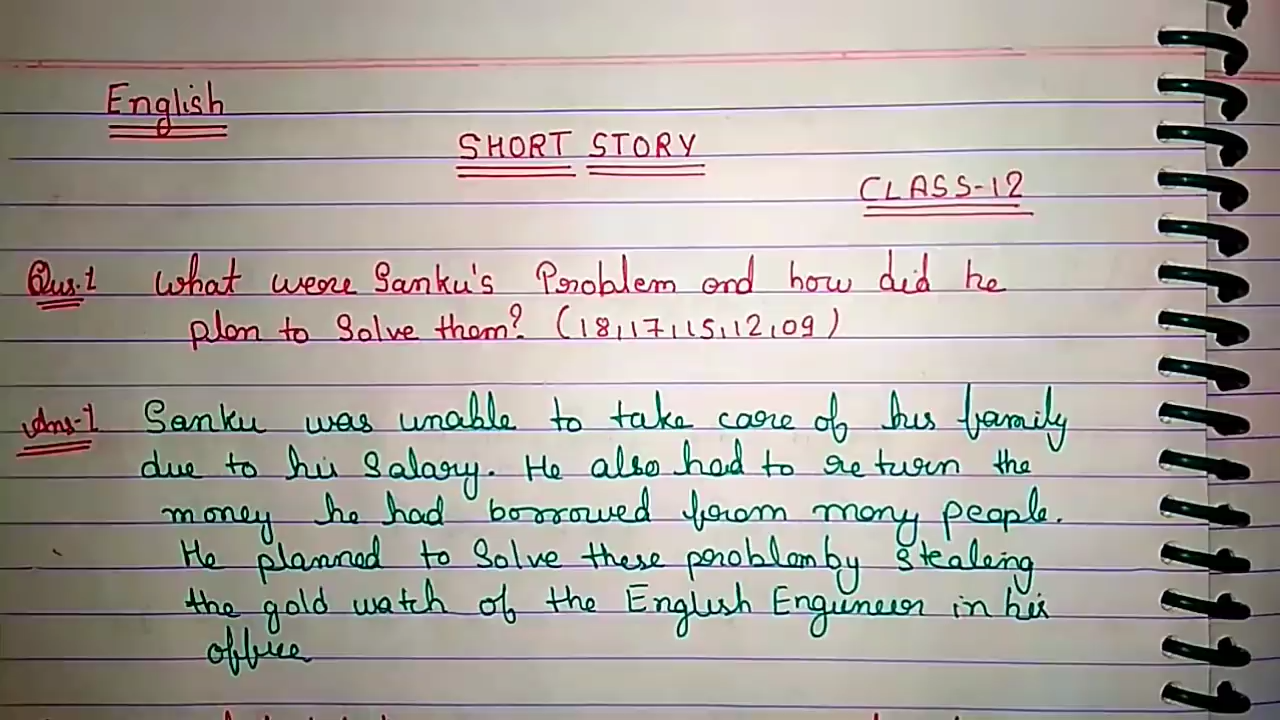 English
SHORT STORY
CLASS-12
Qus.1 What were Sanku's Problem and how did he
plan to Solve them? (18,17,15,12,09)
Ans-1 Sanku was unable to take care of his family
due to his Salary. He also had to return the
money he had borrowed from many people.
He planned to Solve these problem by Stealing
the gold watch of the English Engineer in his
office